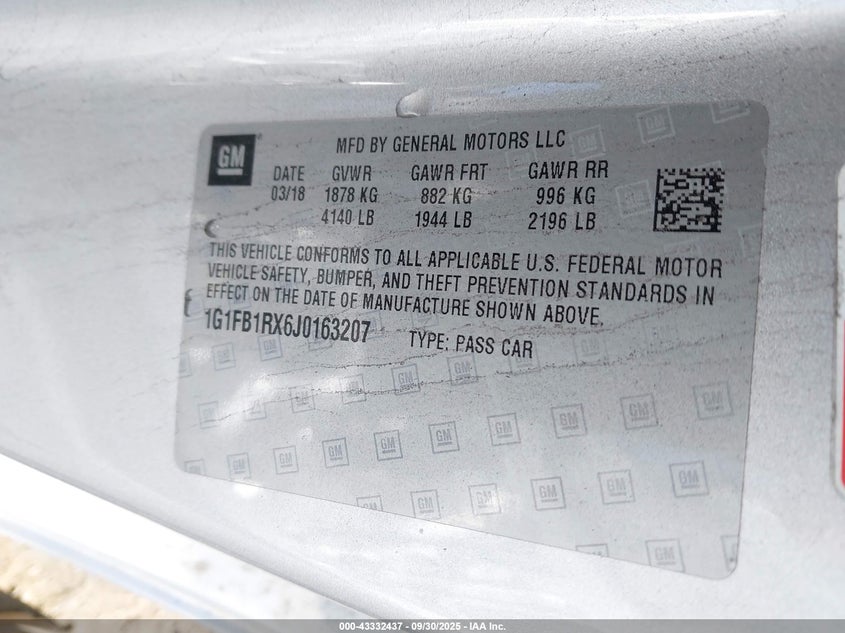 GM
MFD BY GENERAL MOTORS LLC
DATE GVWR GAWR FRT GAWR RR
03/18 1878 KG 882 KG 996 KG
4140 LB 1944 LB 2196 LB
THIS VEHICLE CONFORMS TO ALL APPLICABLE U.S. FEDERAL MOTOR
VEHICLE SAFETY, BUMPER, AND THEFT PREVENTION STANDARDS IN
EFFECT ON THE DATE OF MANUFACTURE SHOWN ABOVE.
1G1FB1RX6J0163207 TYPE: PASS CAR
000-43332437 - 09/30/2025 - IAA Inc.